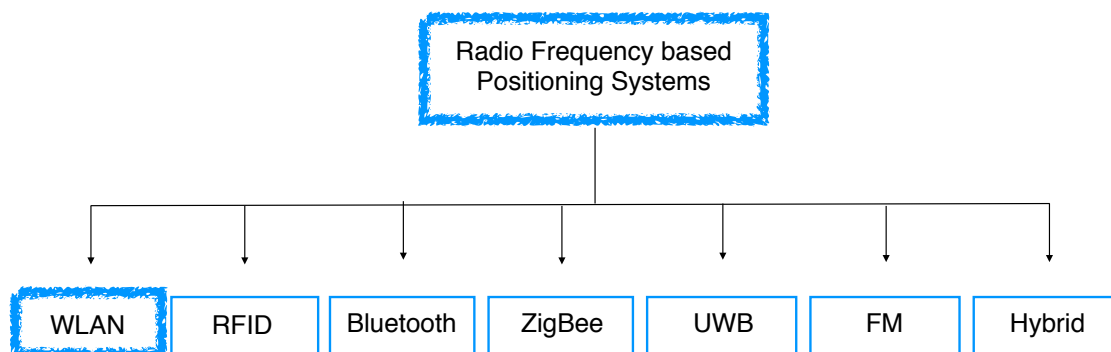 Radio Frequency based
Positioning Systems
WLAN
RFID
Bluetooth
ZigBee
UWB
FM
Hybrid